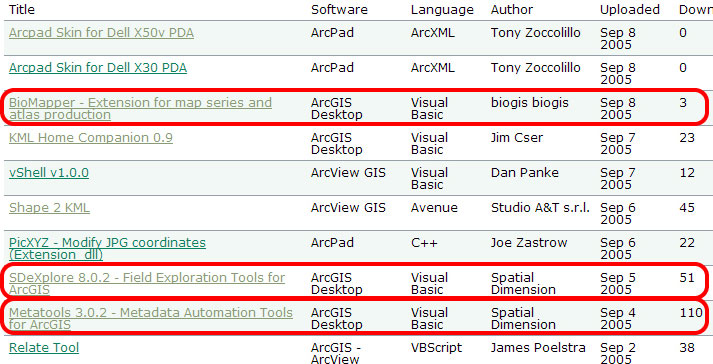 Title Software Language Author Uploaded Down
Arcpad Skin for Dell X50v PDA ArcPad ArcXML Tony Zoccolillo Sep 8 0
2005
Arcpad Skin for Dell X30 PDA ArcPad ArcXML Tony Zoccolillo Sep 8 0
2005
BioMapper - Extension for map series and ArcGIS Visual biogis biogis Sep 8 3
atlas production Desktop Basic 2005
KML Home Companion 0.9 ArcGIS Visual Jim Cser Sep 7 23
Desktop Basic 2005
vShell v1.0.0 ArcView GIS Visual Dan Panke Sep 7 12
Basic 2005
Shape 2 KML ArcView GIS Avenue Studio A&T s.r.l. Sep 6 45
2005
PicXYZ - Modify JPG coordinates ArcPad C++ Joe Zastrow Sep 6 22
(Extension .dll) 2005
SDeXplore 8.0.2 - Field Exploration Tools for ArcGIS Visual Spatial Sep 5 51
ArcGIS Desktop Basic Dimension 2005
Metatools 3.0.2 - Metadata Automation Tools ArcGIS Visual Spatial Sep 4 110
for ArcGIS Desktop Basic Dimension 2005
Relate Tool ArcGIS - VBScript James Poelstra Sep 2 38
ArcView 2005